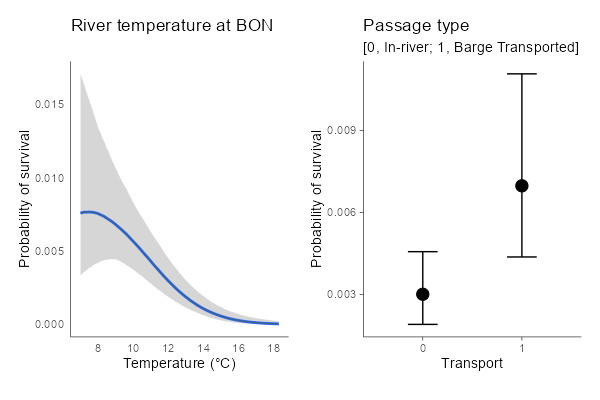 River temperature at BON
Probability of survival
0.015
0.010
0.005
0.000
8 10 12 14 16 18
Temperature (°C)
Passage type
[0, In-river; 1, Barge Transported]
Probability of survival
0.009
0.006
0.003
0 1
Transport